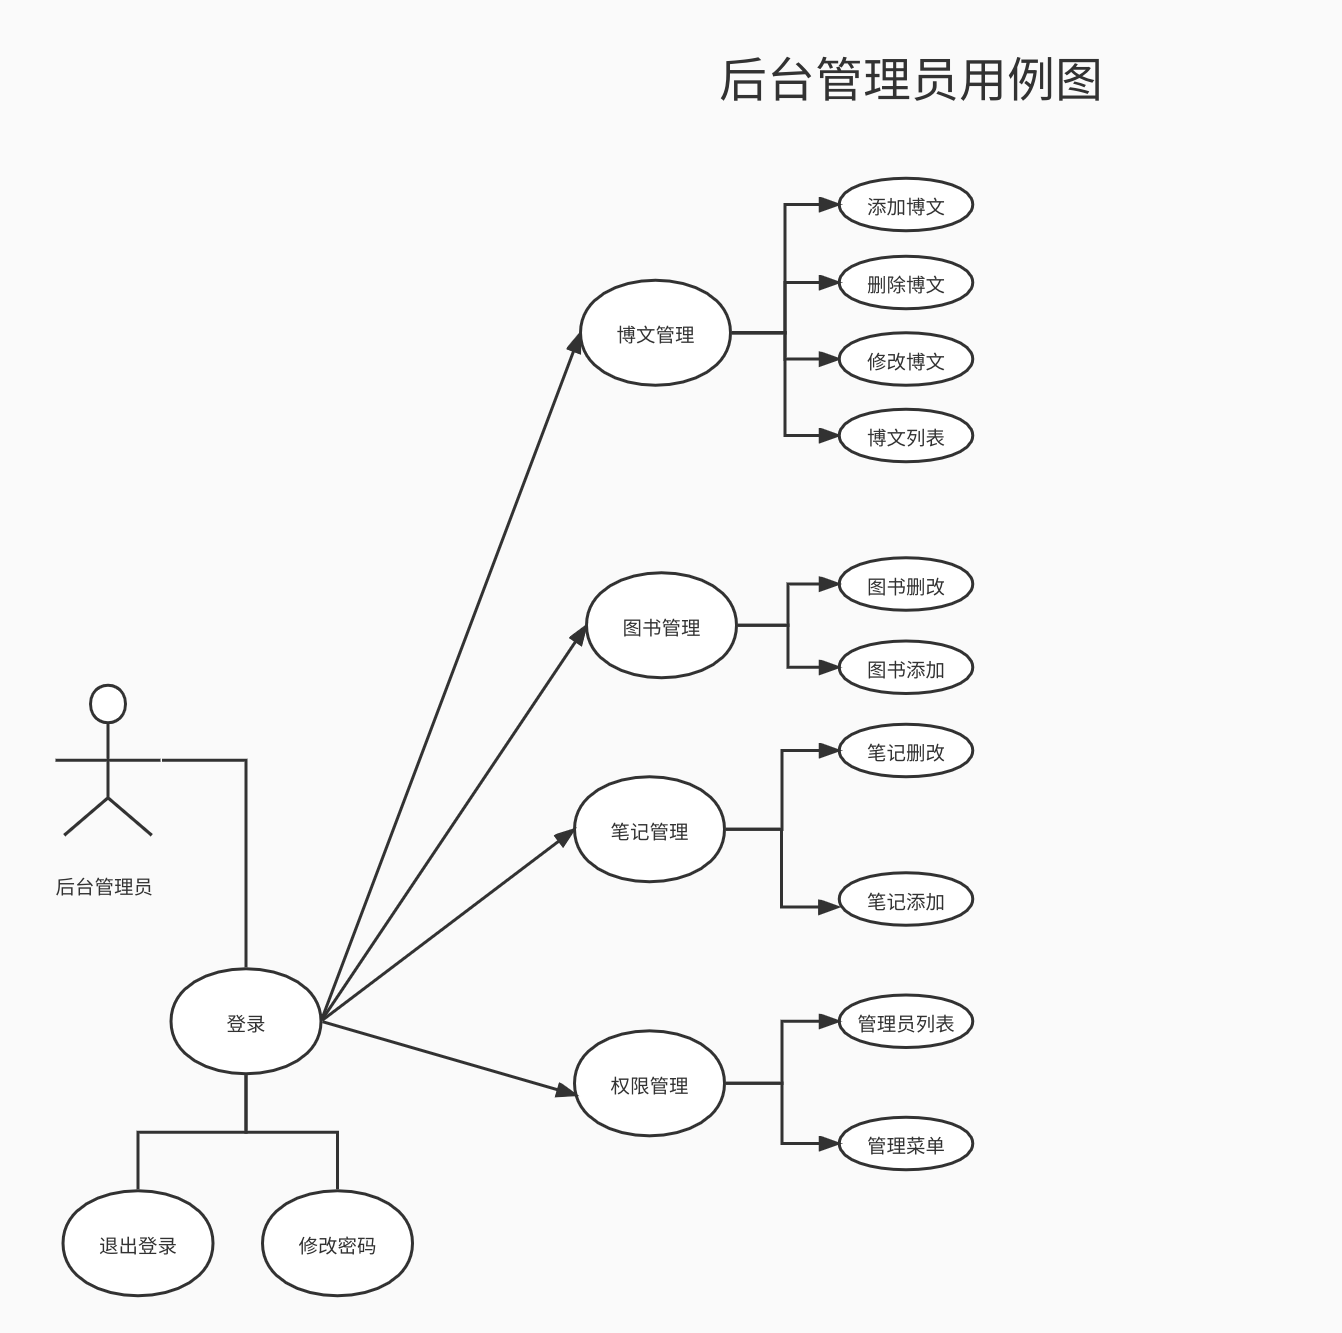 后台管理员用例图
添加博文
删除博文
博文管理
修改博文
博文列表
图书删改
图书管理
图书添加
笔记删改
笔记管理
后台管理员
笔记添加
登录
管理员列表
权限管理
管理菜单
退出登录
修改密码